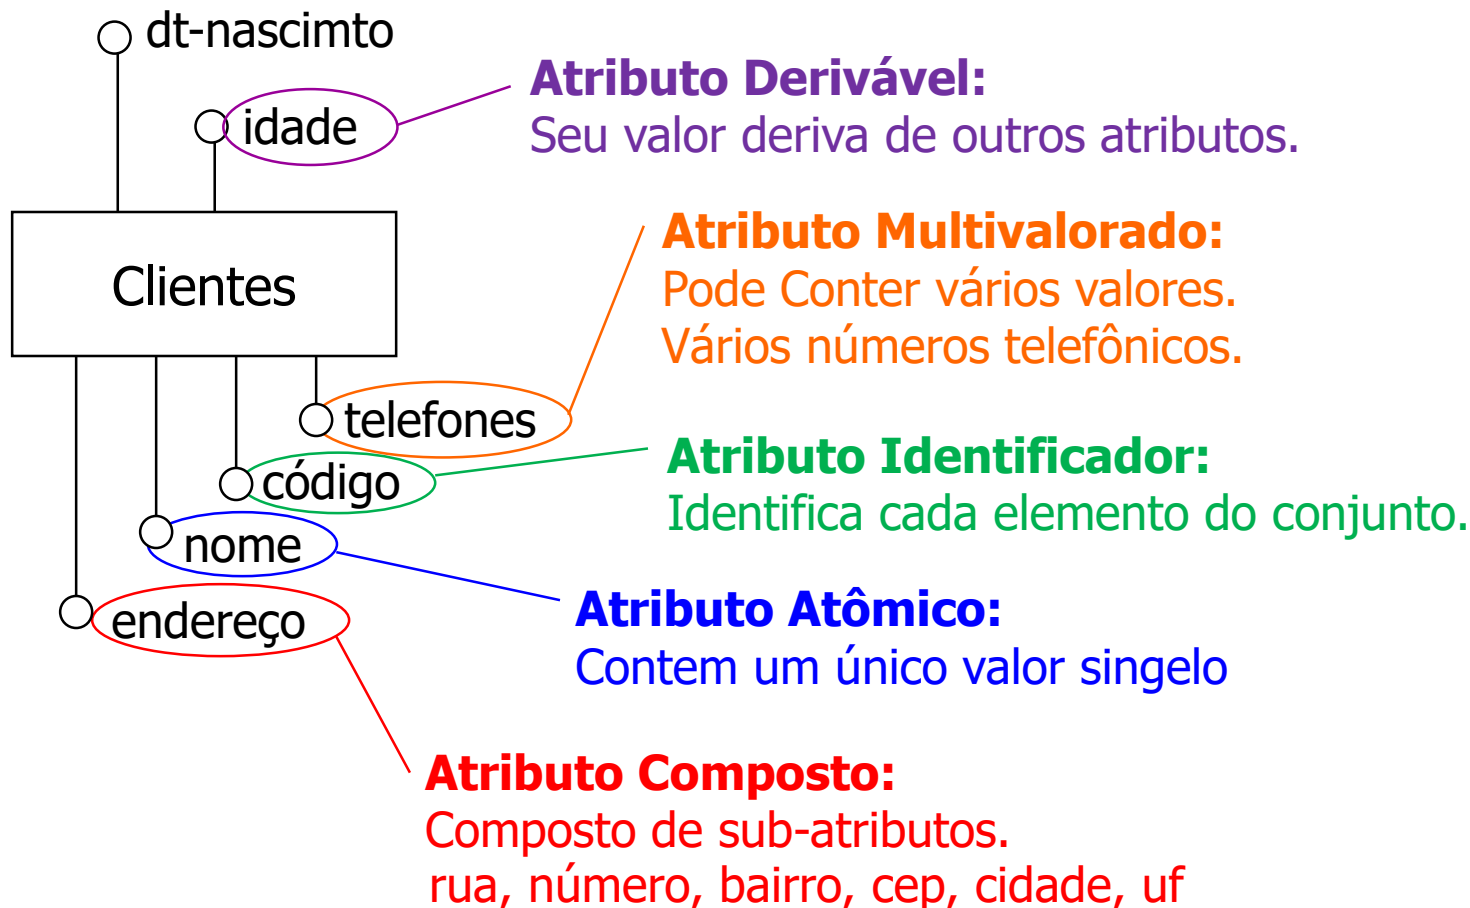 dt-nascimto
idade
Atributo Derivável:
Seu valor deriva de outros atributos.
Clientes
Atributo Multivalorado:
Pode Conter vários valores.
Vários números telefônicos.
telefones
código
Atributo Identificador:
Identifica cada elemento do conjunto.
nome
endereço
Atributo Atômico:
Contem um único valor singelo
Atributo Composto:
Composto de sub-atributos.
rua, número, bairro, cep, cidade, uf